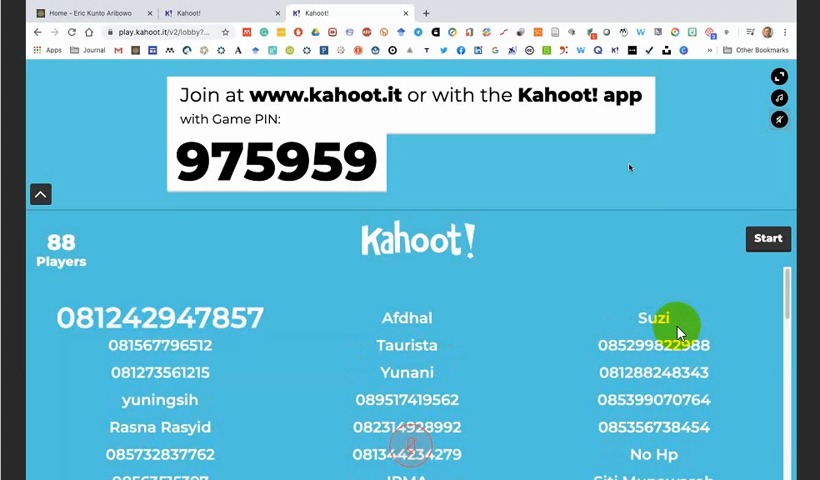 Home - Eric Kunto Aribowo
Kahoot!
Kahoot!
play.kahoot.it/v2/lobby?...
Apps
Journal
Other Bookmarks
Join at www.kahoot.it or with the Kahoot! app
with Game PIN:
975959
88
Players
Kahoot!
Start
081242947857 Afdhal Suzi
081567796512 Taurista 085299822988
081273561215 Yunani 081288248343
yuningsih 089517419562 085399070764
Rasna Rasyid 082314928992 085356738454
085732837762 081344234279 No Hp